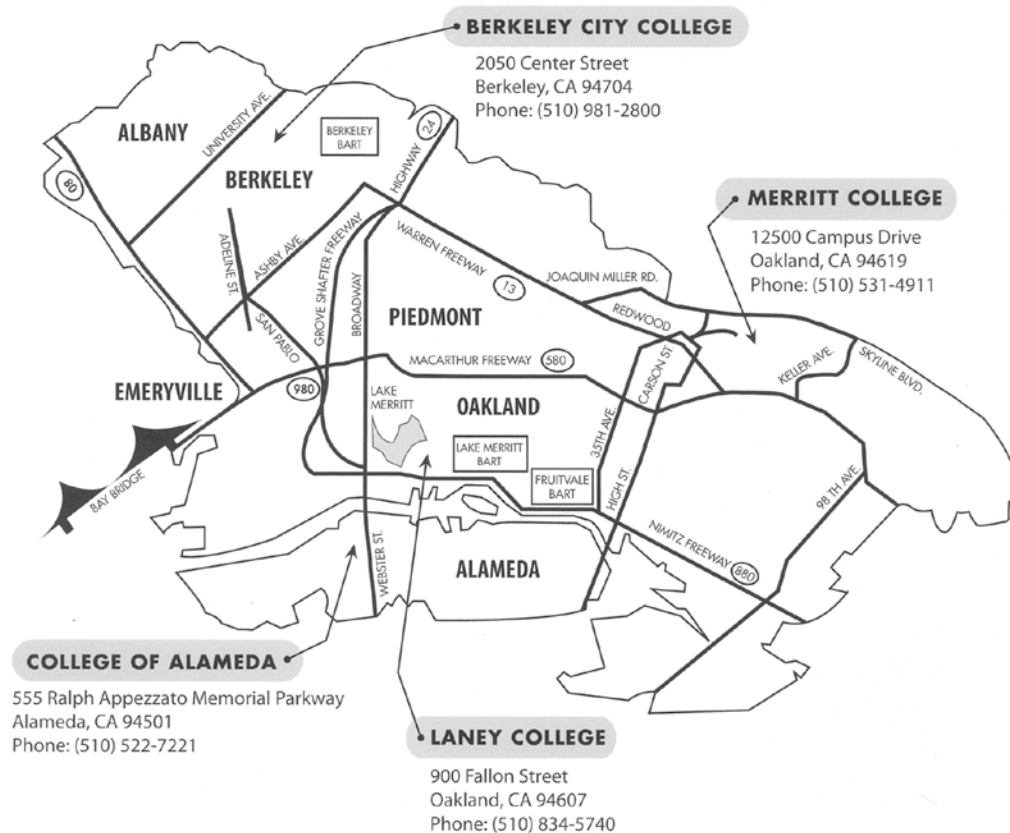 BERKELEY CITY COLLEGE
2050 Center Street
Berkeley, CA 94704
Phone: (510) 981-2800
ALBANY
UNIVERSITY AVE.
BERKELEY
BART
HIGHWAY
24
80
BERKELEY
MERRITT COLLEGE
12500 Campus Drive
Oakland, CA 94619
Phone: (510) 531-4911
ADELINE ST.
ASHBY AVE.
GROVE SHAFTER FREEWAY
BROADWAY
WARREN FREEWAY
13
JOAQUIN MILLER RD.
REDWOOD
SAN PABLO
PIEDMONT
MACARTHUR FREEWAY
580
CARSON ST.
KELLER AVE.
SKYLINE BLVD.
EMERYVILLE
980
LAKE
MERRITT
OAKLAND
35TH AVE.
LAKE MERRITT
BART
FRUITVALE
BART
HIGH ST.
98 TH AVE.
BAY BRIDGE
NIMITZ FREEWAY
880
WEBSTER ST.
ALAMEDA
COLLEGE OF ALAMEDA
555 Ralph Appezzato Memorial Parkway
Alameda, CA 94501
Phone: (510) 522-7221
LANEY COLLEGE
900 Fallon Street
Oakland, CA 94607
Phone: (510) 834-5740